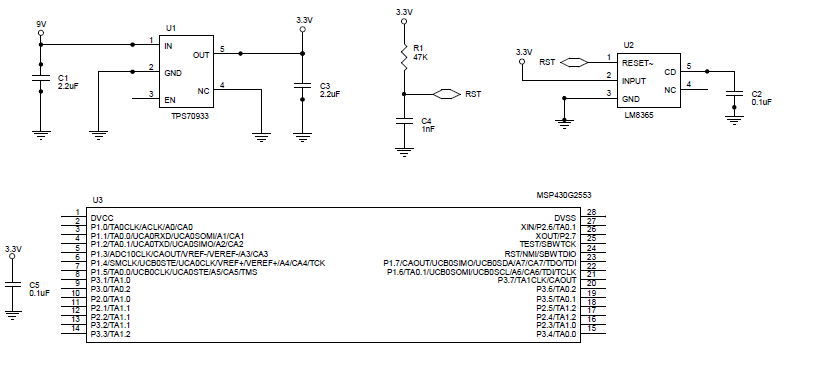 9V
U1
1 IN
OUT 5
2 GND
NC 4
3 EN
TPS70933
C1
2.2uF
3.3V
C3
2.2uF
3.3V
R1
47K
RST
C4
1nF
3.3V
RST
U2
1 RESET~
2 INPUT
3 GND
CD 5
NC 4
LM8365
C2
0.1uF
U3
MSP430G2553
3.3V
C5
0.1uF
1 DVCC
2 P1.0/TA0CLK/ACLK/A0/CA0
3 P1.1/TA0.0/UCA0RXD/UCA0SOMI/A1/CA1
4 P1.2/TA0.1/UCA0TXD/UCA0SIMO/A2/CA2
5 P1.3/ADC10CLK/CAOUT/VREF-/VEREF-/A3/CA3
6 P1.4/SMCLK/UCB0STE/UCA0CLK/VREF+/VEREF+/A4/CA4/TCK
7 P1.5/TA0.0/UCB0CLK/UCA0STE/A5/CA5/TMS
8 P3.1/TA1.0
9 P3.0/TA0.2
10 P2.0/TA1.0
11 P2.1/TA1.1
12 P2.2/TA1.1
13 P3.2/TA1.1
14 P3.3/TA1.2
DVSS 28
XIN/P2.6/TA0.1 27
XOUT/P2.7 26
TEST/SBWTCK 25
RST/NMI/SBWTDIO 24
P1.7/CAOUT/UCB0SIMO/UCB0SDA/A7/CA7/TDO/TDI 23
P1.6/TA0.1/UCB0SOMI/UCB0SCL/A6/CA6/TDI/TCLK 22
P3.7/TA1CLK/CAOUT 21
P3.6/TA0.2 20
P3.5/TA0.1 19
P2.5/TA1.2 18
P2.4/TA1.2 17
P2.3/TA1.0 16
P3.4/TA0.0 15